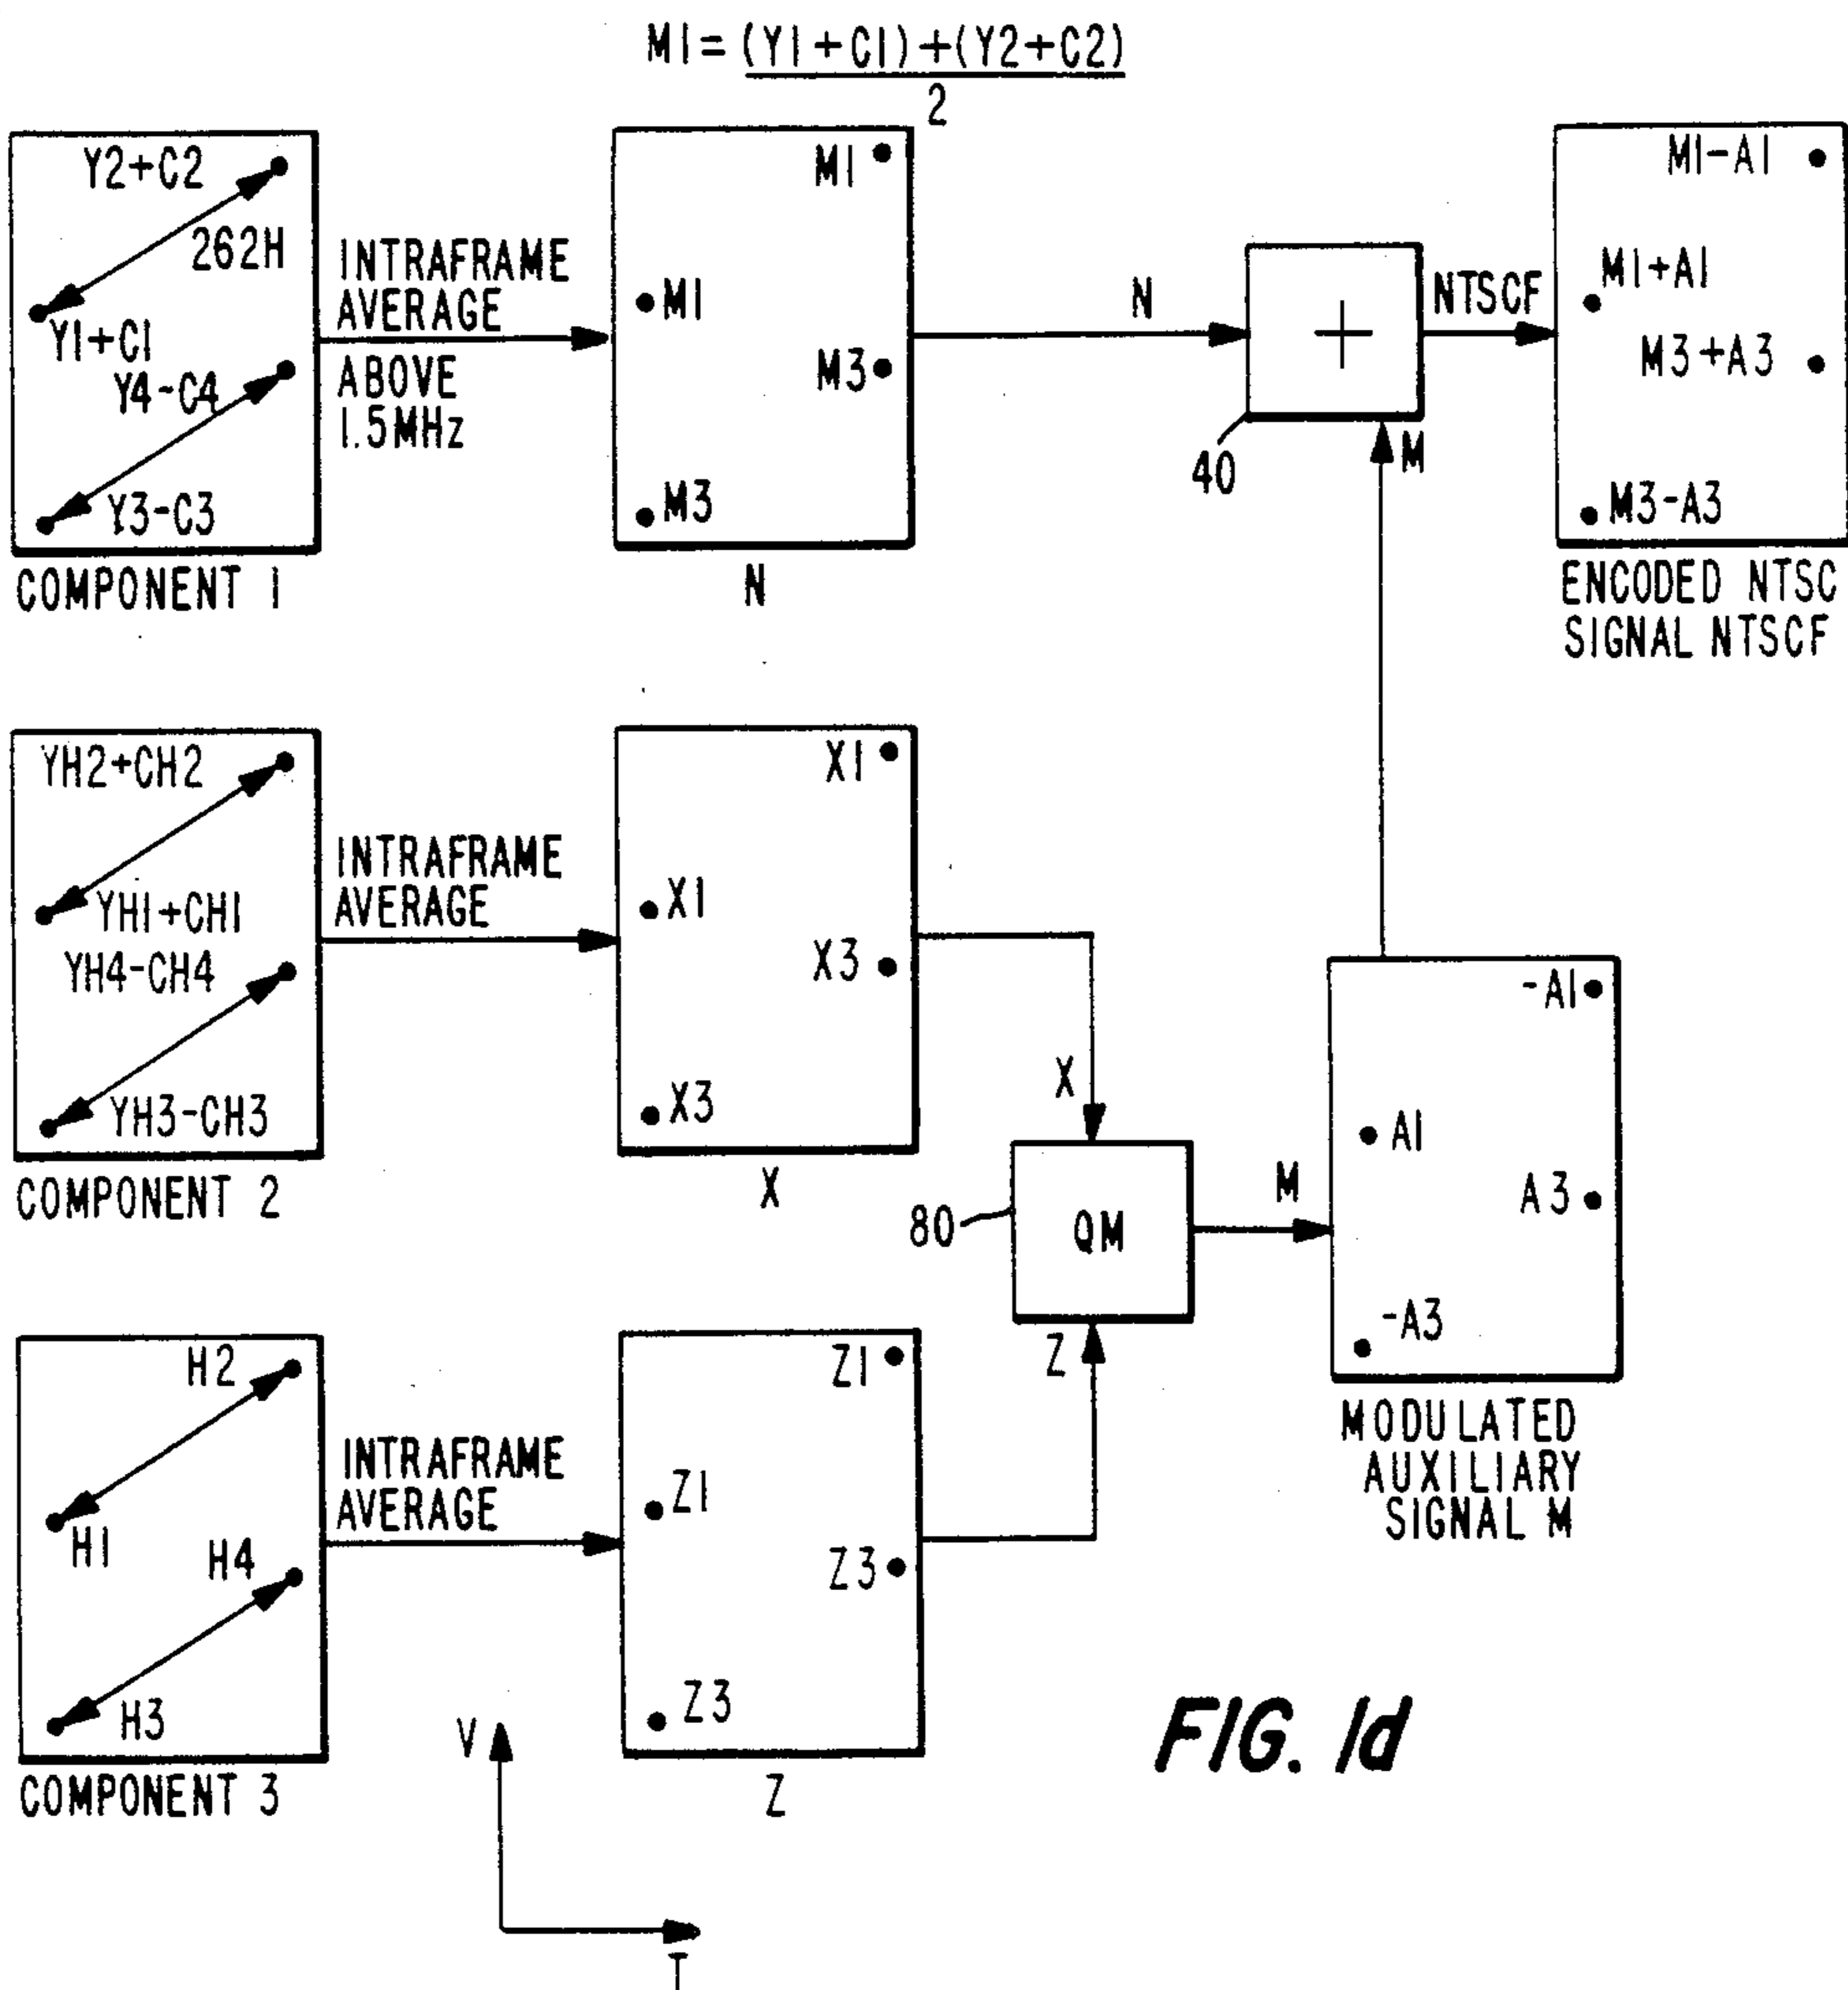 M1 = (Y1+C1)+(Y2+C2)
2
Y2+C2
262H
Y1+C1
Y4-C4
Y3-C3
COMPONENT 1
INTRAFRAME
AVERAGE
ABOVE
1.5MHz
M1
M1
M3
M3
N
N
+
40
M
NTSCF
M1-A1
M1+A1
M3+A3
M3-A3
ENCODED NTSC
SIGNAL NTSCF
YH2+CH2
YH1+CH1
YH4-CH4
YH3-CH3
COMPONENT 2
INTRAFRAME
AVERAGE
X1
X1
X3
X3
X
X
80
QM
Z
M
-A1
A1
A3
-A3
MODULATED
AUXILIARY
SIGNAL M
H2
H1
H4
H3
COMPONENT 3
INTRAFRAME
AVERAGE
Z1
Z1
Z3
Z3
Z
V
T
FIG. 1d